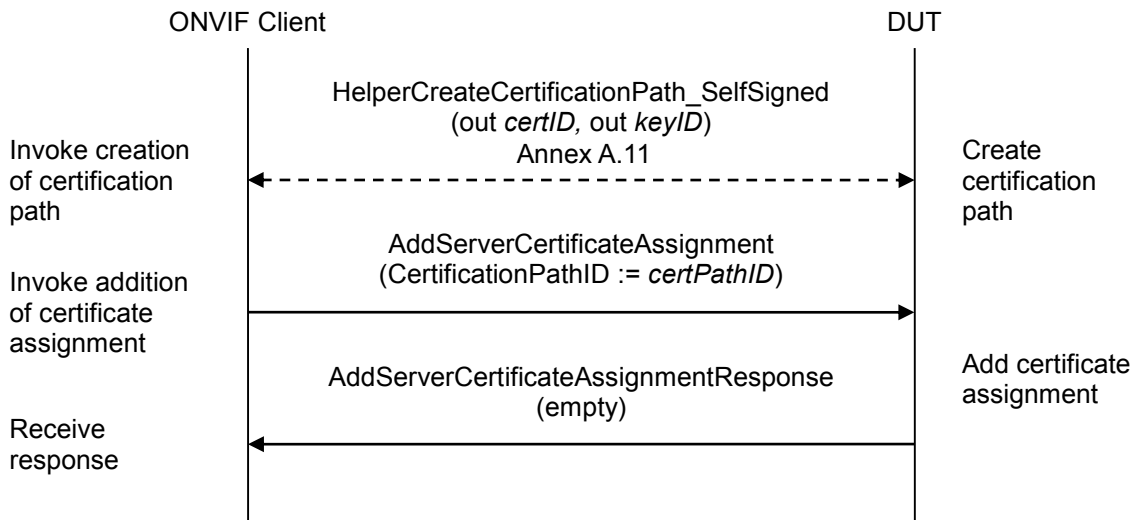 ONVIF Client
DUT
HelperCreateCertificationPath_SelfSigned
(out certID, out keyID)
Annex A.11
Invoke creation
of certification
path
Create
certification
path
AddServerCertificateAssignment
(CertificationPathID := certPathID)
Invoke addition
of certificate
assignment
AddServerCertificateAssignmentResponse
(empty)
Add certificate
assignment
Receive
response